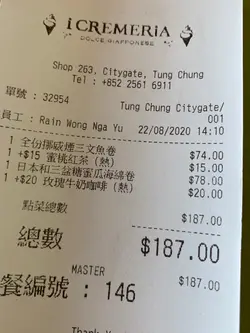 iCREMERiA
DOLCE GIAPPONESE
Shop 263, Citygate, Tung Chung
Tel : +852 2561 6911
單號 : 32954
Tung Chung Citygate/
001
員工 : Rain Wong Nga Yu 22/08/2020 14:10
1 全份挪威煙三文魚卷 $74.00
1 +$15 蜜桃紅茶（熱） $15.00
1 日本和三盆糖蜜瓜海綿卷 $78.00
1 +$20 玫瑰牛奶咖啡（熱） $20.00
點菜總數 $187.00
總數 $187.00
MASTER $187.00
餐編號 : 146